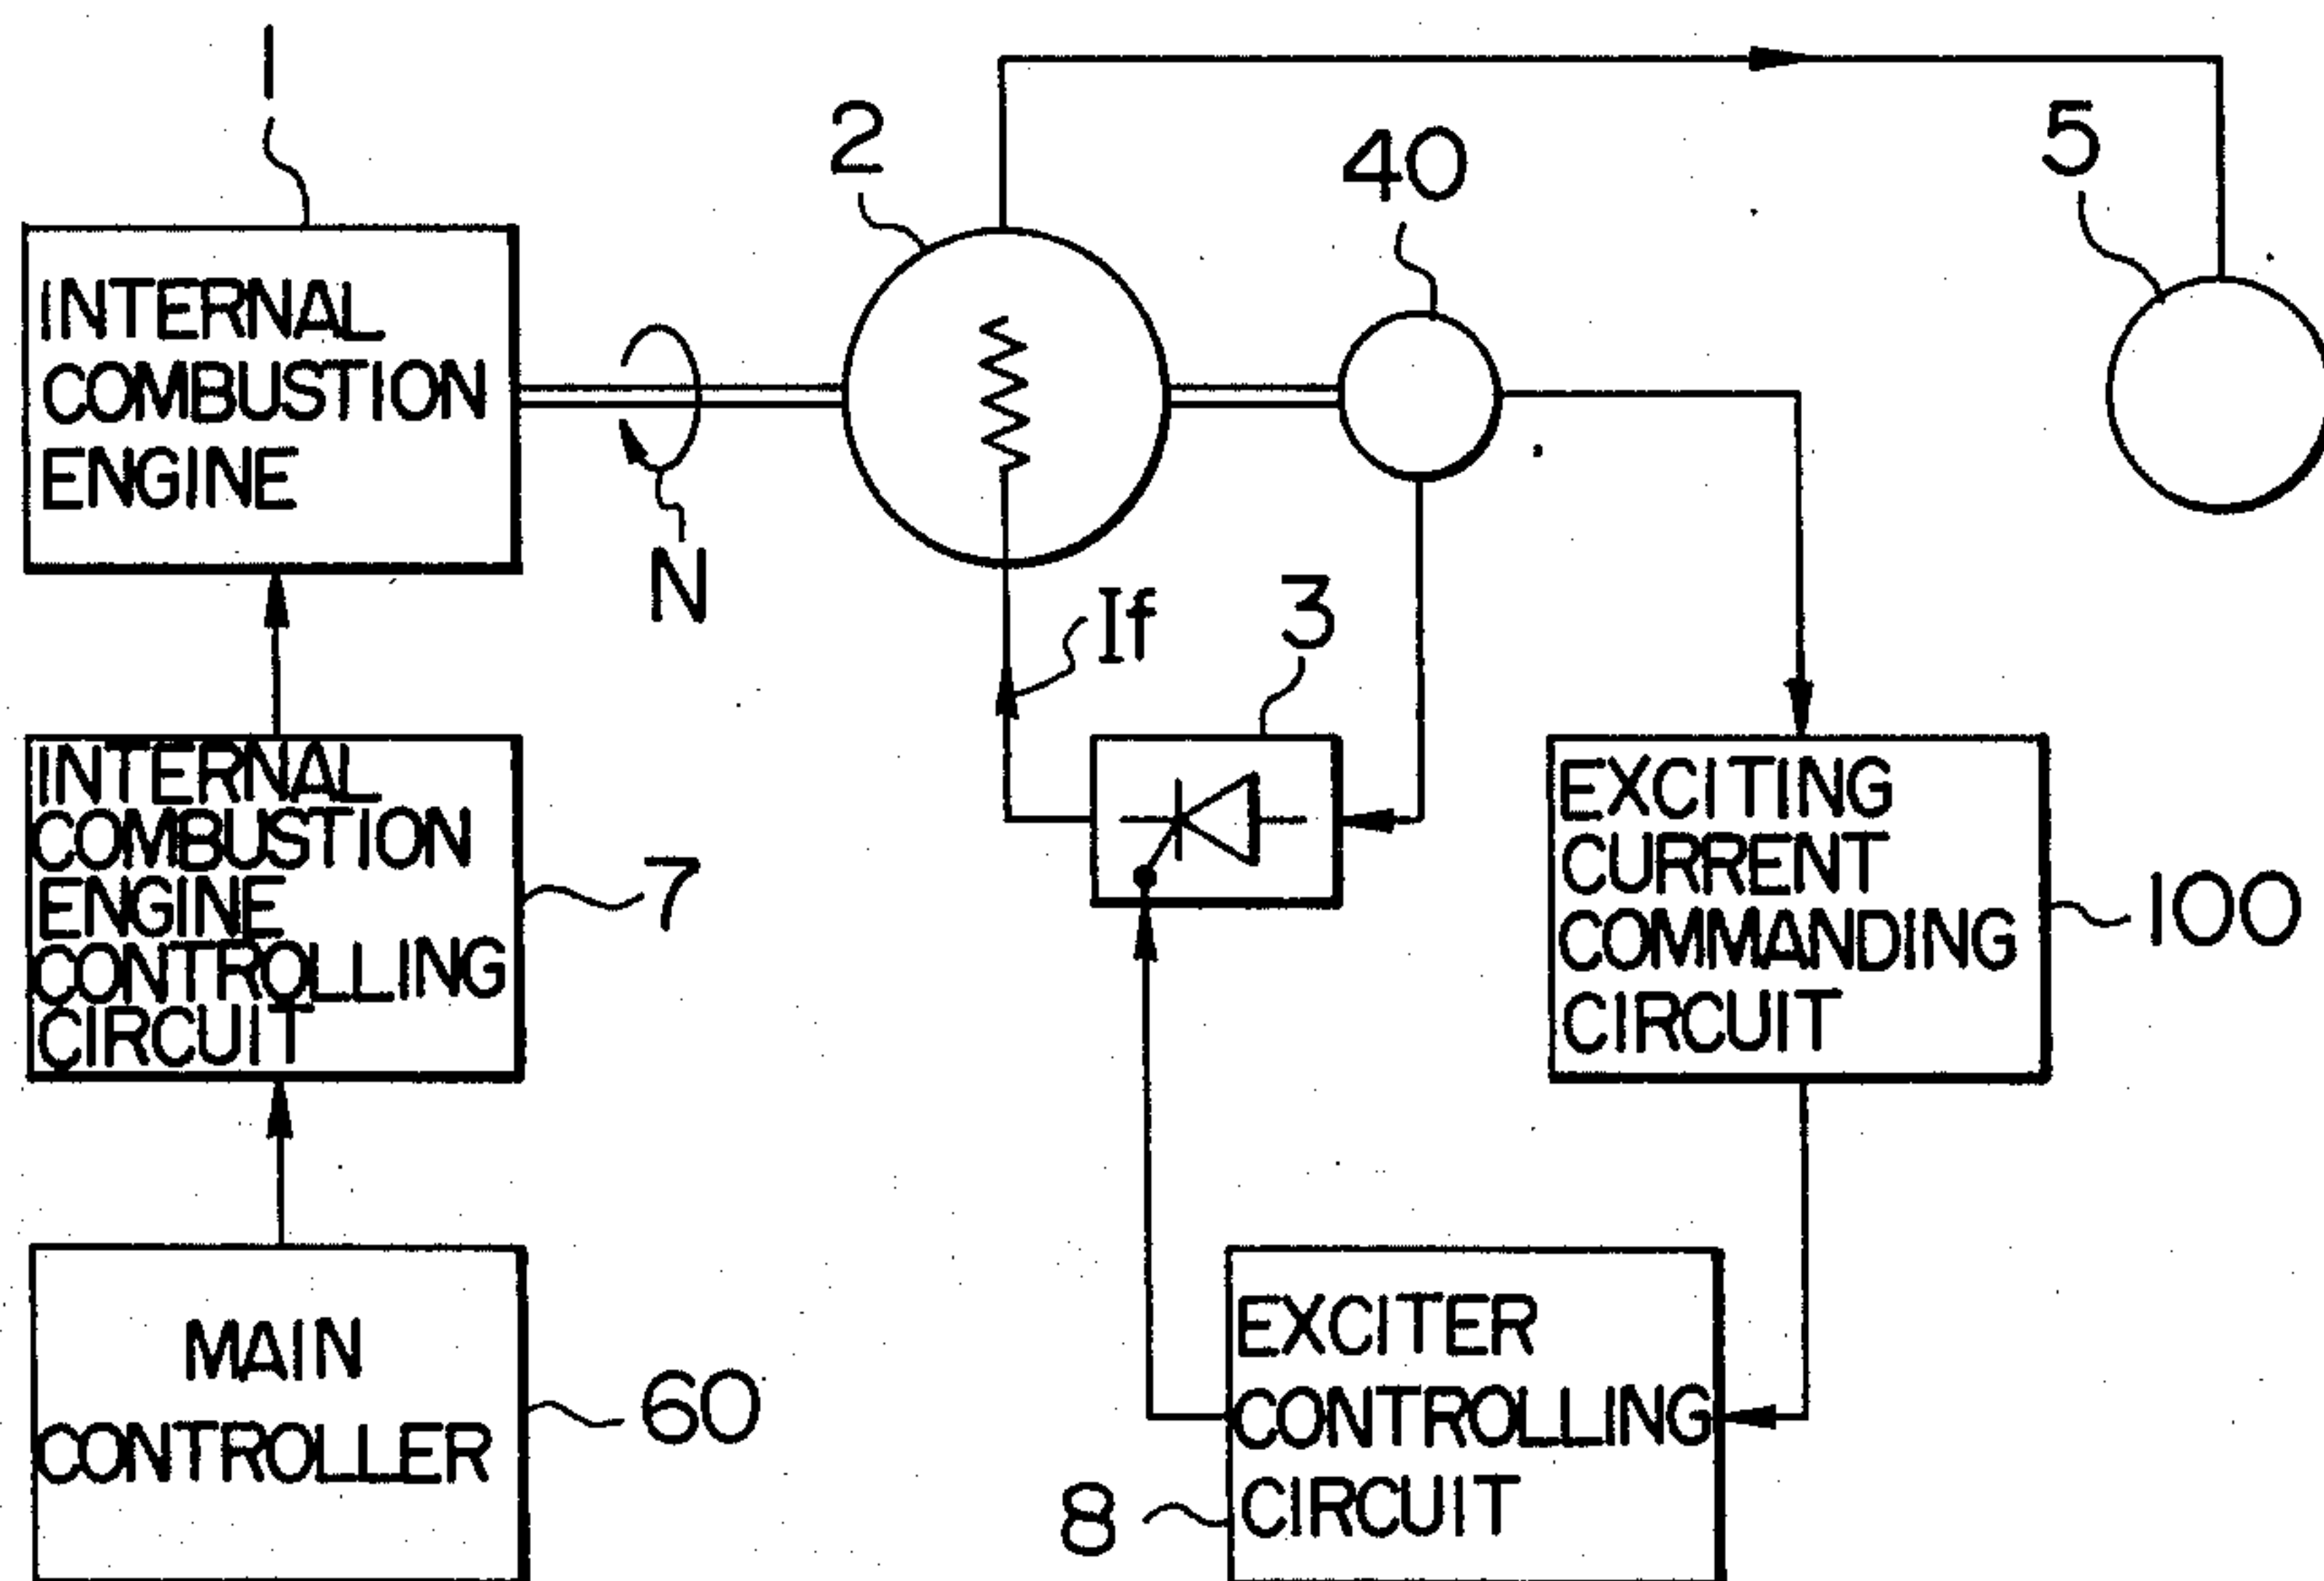 1
2
40
5
INTERNAL
COMBUSTION
ENGINE
N
If
3
INTERNAL
COMBUSTION
ENGINE
CONTROLLING
CIRCUIT
7
EXCITING
CURRENT
COMMANDING
CIRCUIT
100
MAIN
CONTROLLER
60
EXCITER
CONTROLLING
CIRCUIT
8